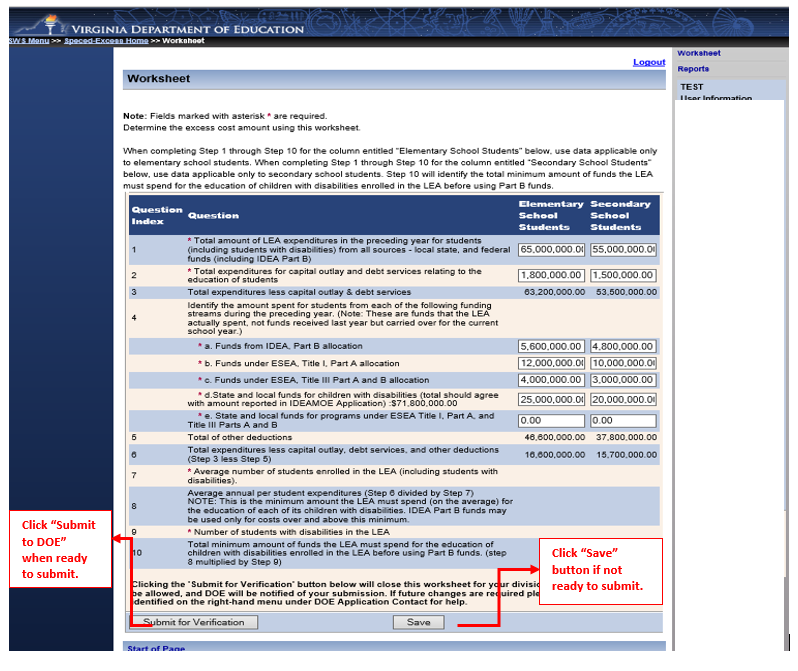 VIRGINIA DEPARTMENT OF EDUCATION
SWS Menu >> Speced-Excess Home >> Worksheet
Worksheet
Reports
TEST
User Information
Logout
Worksheet
Note: Fields marked with asterisk * are required.
Determine the excess cost amount using this worksheet.
When completing Step 1 through Step 10 for the column entitled "Elementary School Students" below, use data applicable only
to elementary school students. When completing Step 1 through Step 10 for the column entitled "Secondary School Students"
below, use data applicable only to secondary school students. Step 10 will identify the total minimum amount of funds the LEA
must spend for the education of children with disabilities enrolled in the LEA before using Part B funds.
Question Index
Question
Elementary School Students
Secondary School Students
1
* Total amount of LEA expenditures in the preceding year for students
(including students with disabilities) from all sources - local state, and federal
funds (including IDEA Part B)
65,000,000.0
55,000,000.0
2
* Total expenditures for capital outlay and debt services relating to the
education of students
1,800,000.00
1,500,000.00
3
Total expenditures less capital outlay & debt services
63,200,000.00
53,500,000.00
4
Identify the amount spent for students from each of the following funding
streams during the preceding year. (Note: These are funds that the LEA
actually spent, not funds received last year but carried over for the current
school year.)
* a. Funds from IDEA, Part B allocation
5,600,000.00
4,800,000.00
* b. Funds under ESEA, Title I, Part A allocation
12,000,000.0
10,000,000.0
* c. Funds under ESEA, Title III Part A and B allocation
4,000,000.00
3,000,000.00
* d.State and local funds for children with disabilities (total should agree
with amount reported in IDEAMOE Application) :$71,800,000.00
25,000,000.0
20,000,000.0
* e. State and local funds for programs under ESEA Title I, Part A, and
Title III Parts A and B
0.00
0.00
5
Total of other deductions
46,600,000.00
37,800,000.00
6
Total expenditures less capital outlay, debt services, and other deductions
(Step 3 less Step 5)
16,600,000.00
15,700,000.00
7
* Average number of students enrolled in the LEA (including students with
disabilities).
8
Average annual per student expenditures (Step 6 divided by Step 7)
NOTE: This is the minimum amount the LEA must spend (on the average) for
the education of each of its children with disabilities. IDEA Part B funds may
be used only for costs over and above this minimum.
9
* Number of students with disabilities in the LEA
10
Total minimum amount of funds the LEA must spend for the education of
children with disabilities enrolled in the LEA before using Part B funds. (step
8 multiplied by Step 9)
Clicking the 'Submit for Verification' button below will close this worksheet for your
be allowed, and DOE will be notified of your submission. If future changes are required
identified on the right-hand menu under DOE Application Contact for help.
Submit for Verification
Save
Start of Page
Click "Submit
to DOE"
when ready
to submit.
Click "Save"
button if not
ready to submit.